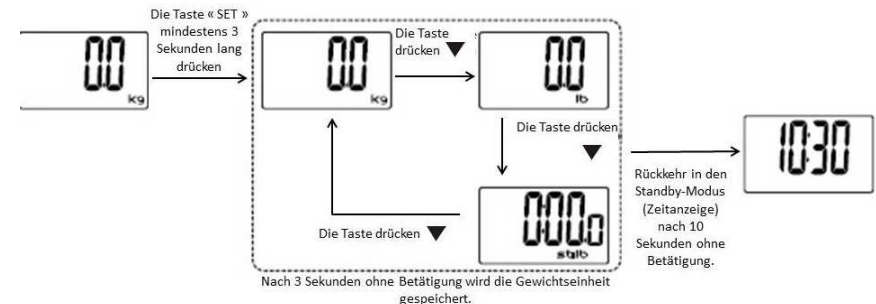 Die Taste « SET »
mindestens 3
Sekunden lang
drücken
0.0
kg
0.0
kg
Die Taste
drücken ▼
0.0
lb
Die Taste drücken
▼
0:00.0
st:lb
Die Taste drücken ▼
Nach 3 Sekunden ohne Betätigung wird die Gewichtseinheit
gespeichert.
Rückkehr in den
Standby-Modus
(Zeitanzeige)
nach 10
Sekunden ohne
Betätigung.
10:30